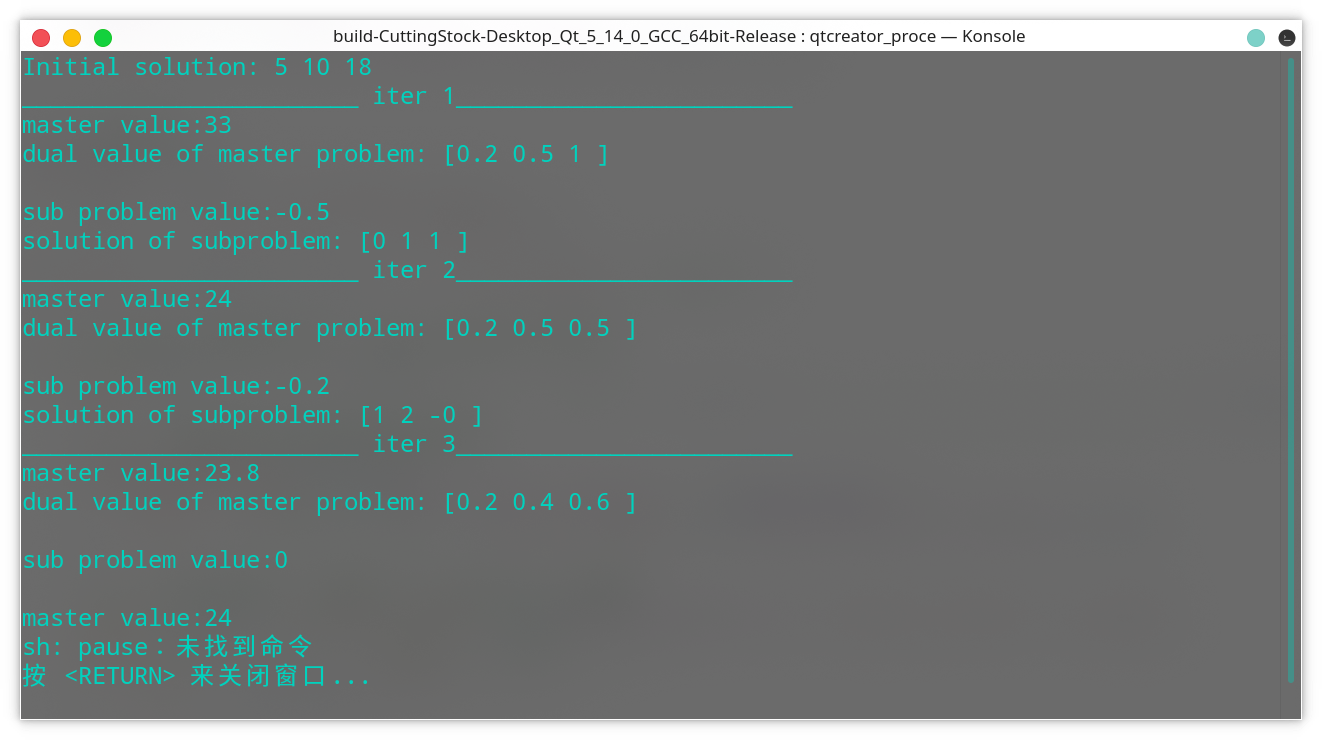 build-CuttingStock-Desktop_Qt_5_14_0_GCC_64bit-Release : qtcreator_proce — Konsole
Initial solution: 5 10 18
________________________ iter 1________________________
master value:33
dual value of master problem: [0.2 0.5 1 ]
sub problem value:-0.5
solution of subproblem: [0 1 1 ]
________________________ iter 2________________________
master value:24
dual value of master problem: [0.2 0.5 0.5 ]
sub problem value:-0.2
solution of subproblem: [1 2 -0 ]
________________________ iter 3________________________
master value:23.8
dual value of master problem: [0.2 0.4 0.6 ]
sub problem value:0
master value:24
sh: pause：未找到命令
按 <RETURN> 来关闭窗口...